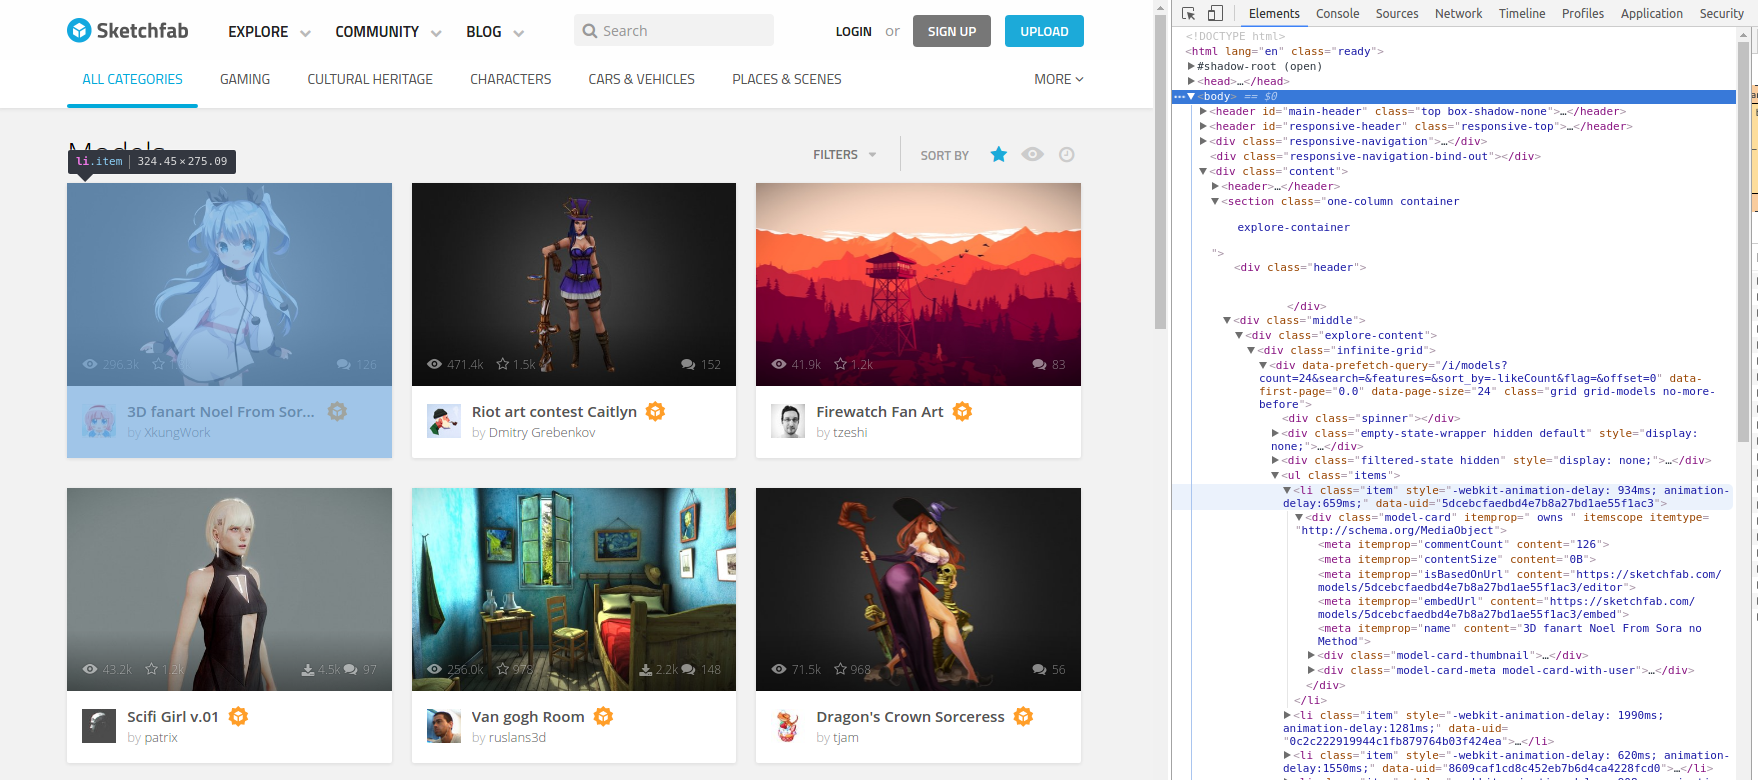 Sketchfab
EXPLORE COMMUNITY BLOG
Search
LOGIN or SIGN UP UPLOAD
ALL CATEGORIES GAMING CULTURAL HERITAGE CHARACTERS CARS & VEHICLES PLACES & SCENES MORE
Models
li.item 324.45×275.09
FILTERS SORT BY
296.3k 126
3D fanart Noel From Sor...
by XkungWork
471.4k 1.5k 152
Riot art contest Caitlyn
by Dmitry Grebenkov
41.9k 1.2k 83
Firewatch Fan Art
by tzeshi
43.2k 1.2k 4.5k 97
Scifi Girl v.01
by patrix
256.0k 978 2.2k 148
Van gogh Room
by ruslans3d
71.5k 968 56
Dragon's Crown Sorceress
by tjam
Elements Console Sources Network Timeline Profiles Application Security
<!DOCTYPE html>
<html lang="en" class="ready">
#shadow-root (open)
<head>…</head>
<body> == $0
<header id="main-header" class="top box-shadow-none">…</header>
<header id="responsive-header" class="responsive-top">…</header>
<div class="responsive-navigation">…</div>
<div class="responsive-navigation-bind-out"></div>
<div class="content">
<header>…</header>
<section class="one-column container
explore-container
">
<div class="header">
</div>
<div class="middle">
<div class="explore-content">
<div class="infinite-grid">
<div data-prefetch-query="/i/models?
count=24&search=&features=&sort_by=-likeCount&flag=&offset=0" data-
first-page="0.0" data-page-size="24" class="grid grid-models no-more-
before">
<div class="spinner"></div>
<div class="empty-state-wrapper hidden default" style="display:
none;">…</div>
<div class="filtered-state hidden" style="display: none;">…</div>
<ul class="items">
<li class="item" style="-webkit-animation-delay: 934ms; animation-
delay:659ms;" data-uid="5dcebcfaedbd4e7b8a27bd1ae55f1ac3">
<div class="model-card" itemprop=" owns " itemscope itemtype=
"http://schema.org/MediaObject">
<meta itemprop="commentCount" content="126">
<meta itemprop="contentSize" content="0B">
<meta itemprop="isBasedOnUrl" content="https://sketchfab.com/
models/5dcebcfaedbd4e7b8a27bd1ae55f1ac3/editor">
<meta itemprop="embedUrl" content="https://sketchfab.com/
models/5dcebcfaedbd4e7b8a27bd1ae55f1ac3/embed">
<meta itemprop="name" content="3D fanart Noel From Sora no
Method">
<div class="model-card-thumbnail">…</div>
<div class="model-card-meta model-card-with-user">…</div>
</div>
</li>
<li class="item" style="-webkit-animation-delay: 1990ms;
animation-delay:1281ms;" data-uid=
"0c2c222919944c1fb879764b03f424ea">…</li>
<li class="item" style="-webkit-animation-delay: 620ms; animation-
delay:1550ms;" data-uid="8609caf1cd8c452eb7b6d4ca4228fcd0">…</li>